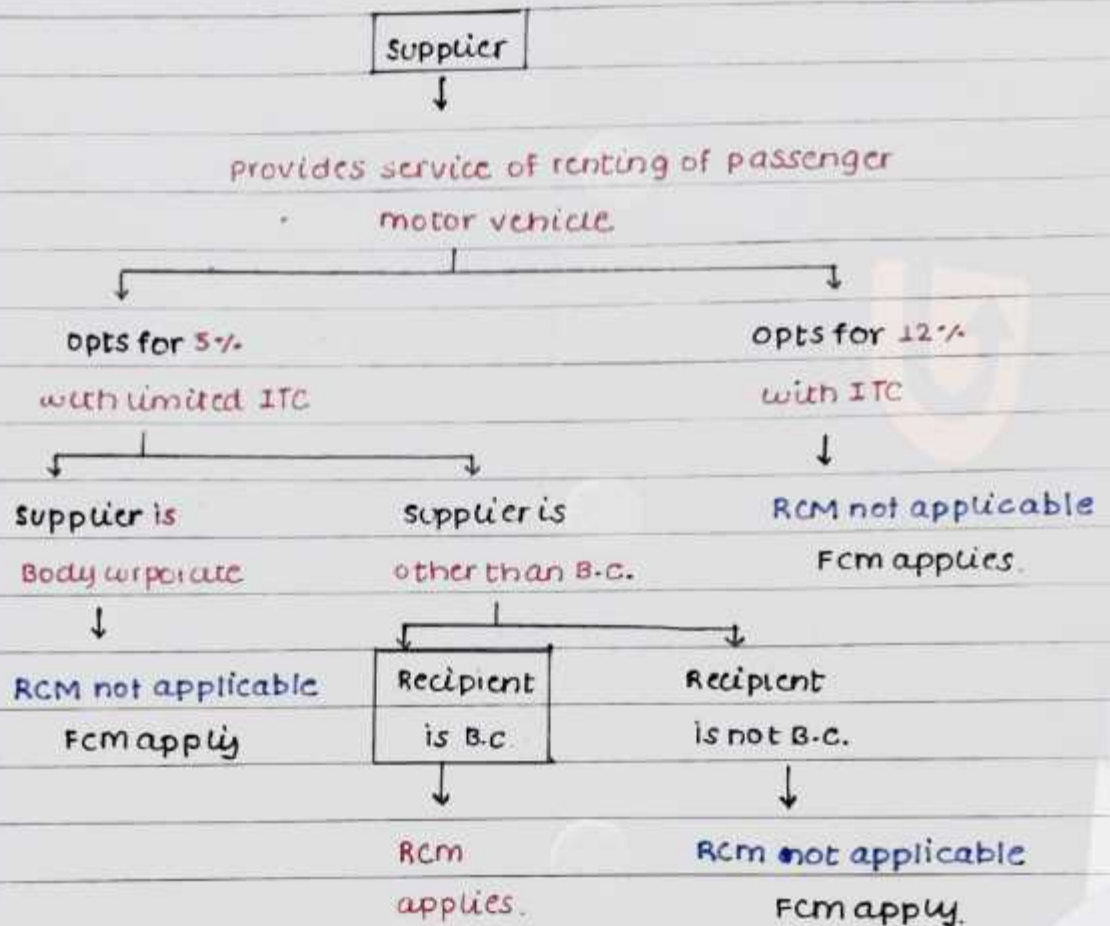 Supplier
provides service of renting of passenger
motor vehicle
opts for 5%
with limited ITC
opts for 12%
with ITC
Supplier is
Body corporate
Supplier is
other than B.C.
RCM not applicable
FCM applies.
RCM not applicable
FCM apply
Recipient
is B.C
Recipient
is not B.C.
RCM
applies.
RCM not applicable
FCM apply.